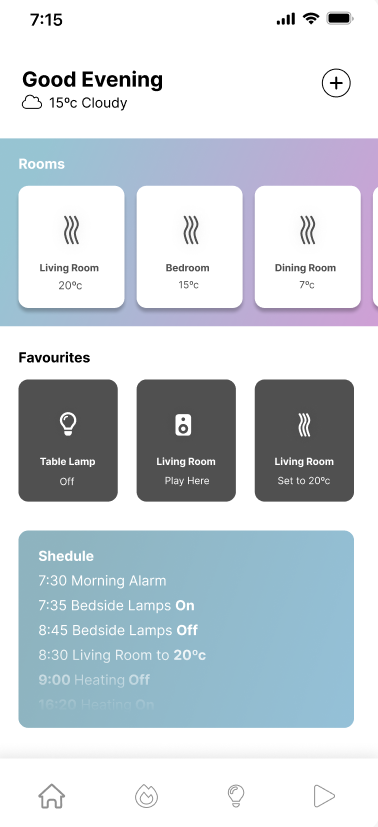 7:15
Good Evening
15ºc Cloudy
Rooms
Living Room
20ºc
Bedroom
15ºc
Dining Room
7ºc
Favourites
Table Lamp
Off
Living Room
Play Here
Living Room
Set to 20ºc
Shedule
7:30 Morning Alarm
7:35 Bedside Lamps On
8:45 Bedside Lamps Off
8:30 Living Room to 20ºc
9:00 Heating Off
16:20 Heating On